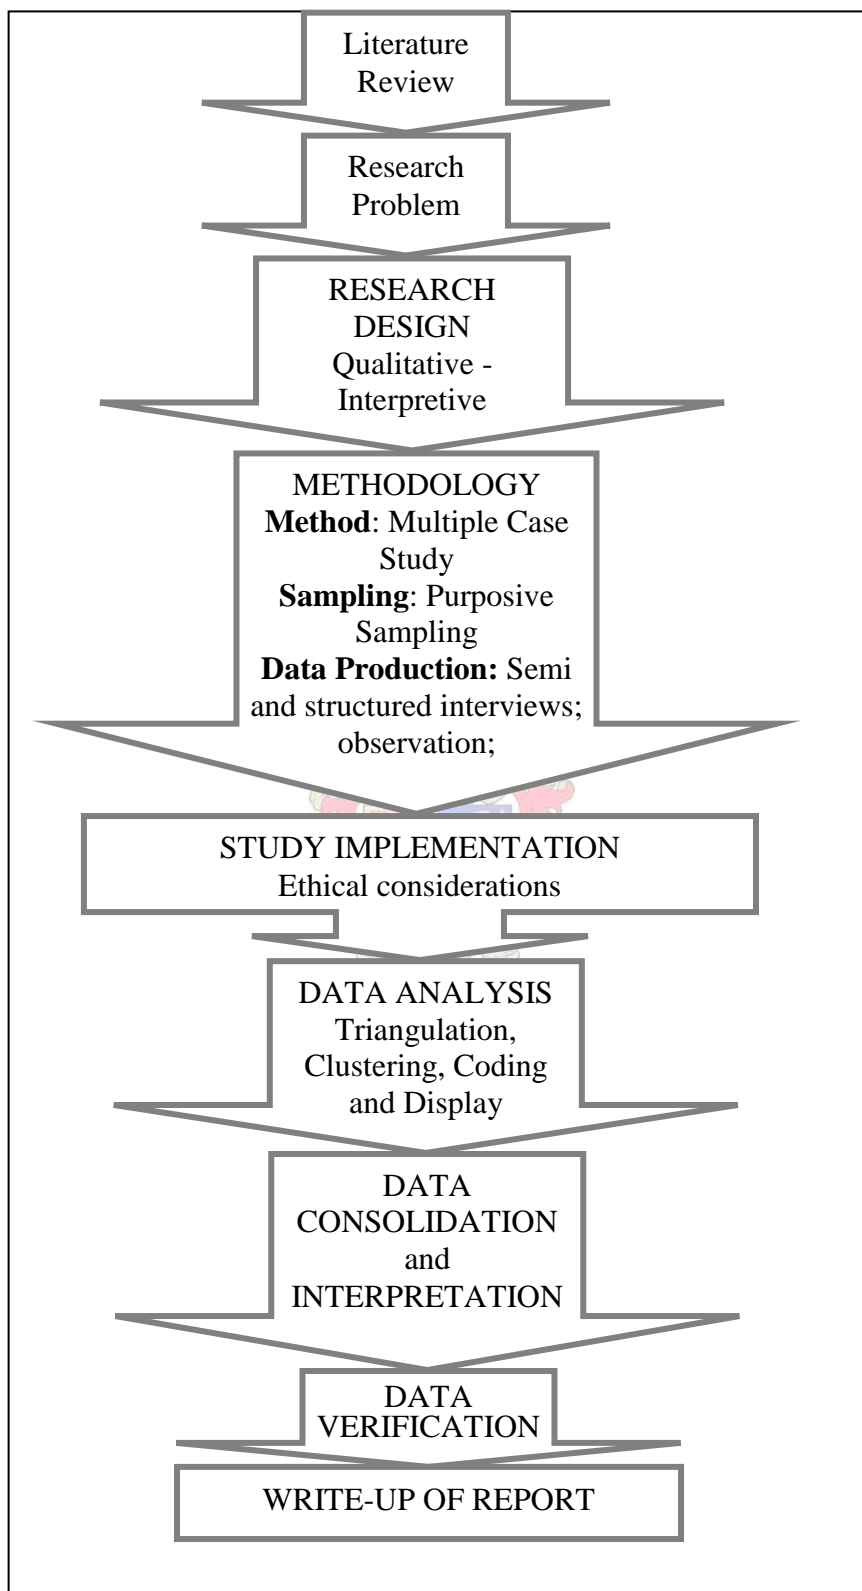 Literature
Review
Research
Problem
RESEARCH
DESIGN
Qualitative -
Interpretive
METHODOLOGY
Method: Multiple Case
Study
Sampling: Purposive
Sampling
Data Production: Semi
and structured interviews;
observation;
STUDY IMPLEMENTATION
Ethical considerations
DATA ANALYSIS
Triangulation,
Clustering, Coding
and Display
DATA
CONSOLIDATION
and
INTERPRETATION
DATA
VERIFICATION
WRITE-UP OF REPORT